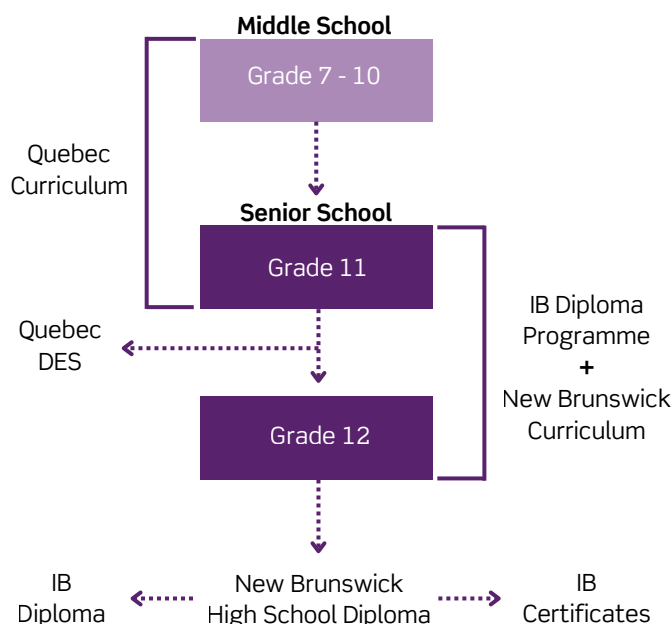 Middle School
Grade 7 - 10
Quebec
Curriculum
Senior School
Grade 11
IB Diploma
Programme
+
New Brunswick
Curriculum
Quebec
DES
Grade 12
IB
Diploma
New Brunswick
High School Diploma
IB
Certificates